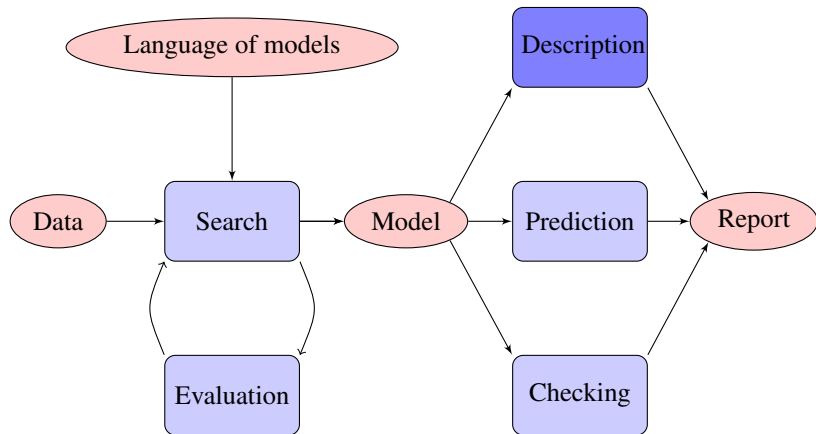 Language of models
Description
Data
Search
Model
Prediction
Report
Evaluation
Checking